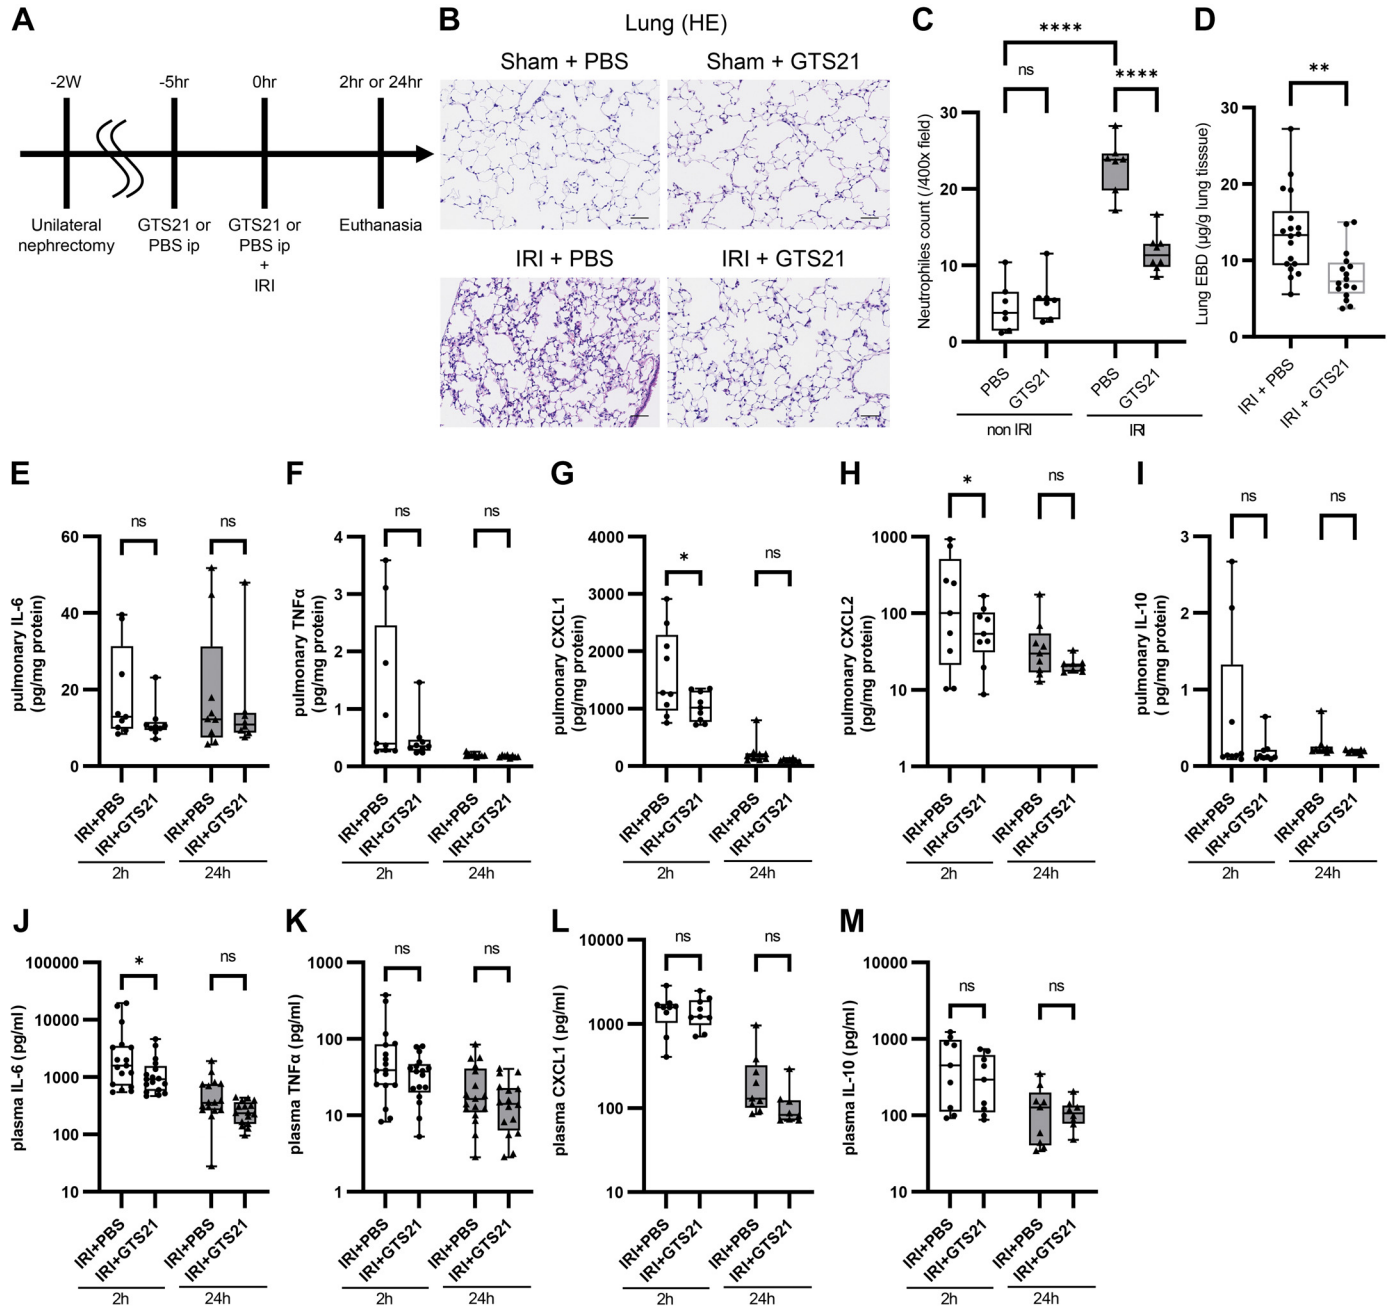 A
-2W
-5hr
0hr
2hr or 24hr
Unilateral
nephrectomy
GTS21 or
PBS ip
GTS21 or
PBS ip
+
IRI
Euthanasia
B
Lung (HE)
Sham + PBS
Sham + GTS21
IRI + PBS
IRI + GTS21
C
****
ns
****
Neutrophiles count (/400x field)
30
20
10
0
PBS
GTS21
PBS
GTS21
non IRI
IRI
D
**
Lung EBD (µg/g lung tisssue)
30
20
10
0
IRI + PBS
IRI + GTS21
E
ns
ns
pulmonary IL-6
(pg/mg protein)
60
40
20
0
IRI+PBS
IRI+GTS21
IRI+PBS
IRI+GTS21
2h
24h
F
ns
ns
pulmonary TNFα
(pg/mg protein)
4
3
2
1
0
IRI+PBS
IRI+GTS21
IRI+PBS
IRI+GTS21
2h
24h
G
*
ns
pulmonary CXCL1
(pg/mg protein)
4000
3000
2000
1000
0
IRI+PBS
IRI+GTS21
IRI+PBS
IRI+GTS21
2h
24h
H
*
ns
pulmonary CXCL2
(pg/mg protein)
1000
100
10
1
IRI+PBS
IRI+GTS21
IRI+PBS
IRI+GTS21
2h
24h
I
ns
ns
pulmonary IL-10
( pg/mg protein)
3
2
1
0
IRI+PBS
IRI+GTS21
IRI+PBS
IRI+GTS21
2h
24h
J
*
ns
plasma IL-6 (pg/ml)
100000
10000
1000
100
10
IRI+PBS
IRI+GTS21
IRI+PBS
IRI+GTS21
2h
24h
K
ns
ns
plasma TNFα (pg/ml)
1000
100
10
1
IRI+PBS
IRI+GTS21
IRI+PBS
IRI+GTS21
2h
24h
L
ns
ns
plasma CXCL1 (pg/ml)
10000
1000
100
10
IRI+PBS
IRI+GTS21
IRI+PBS
IRI+GTS21
2h
24h
M
ns
ns
plasma IL-10 (pg/ml)
10000
1000
100
10
IRI+PBS
IRI+GTS21
IRI+PBS
IRI+GTS21
2h
24h